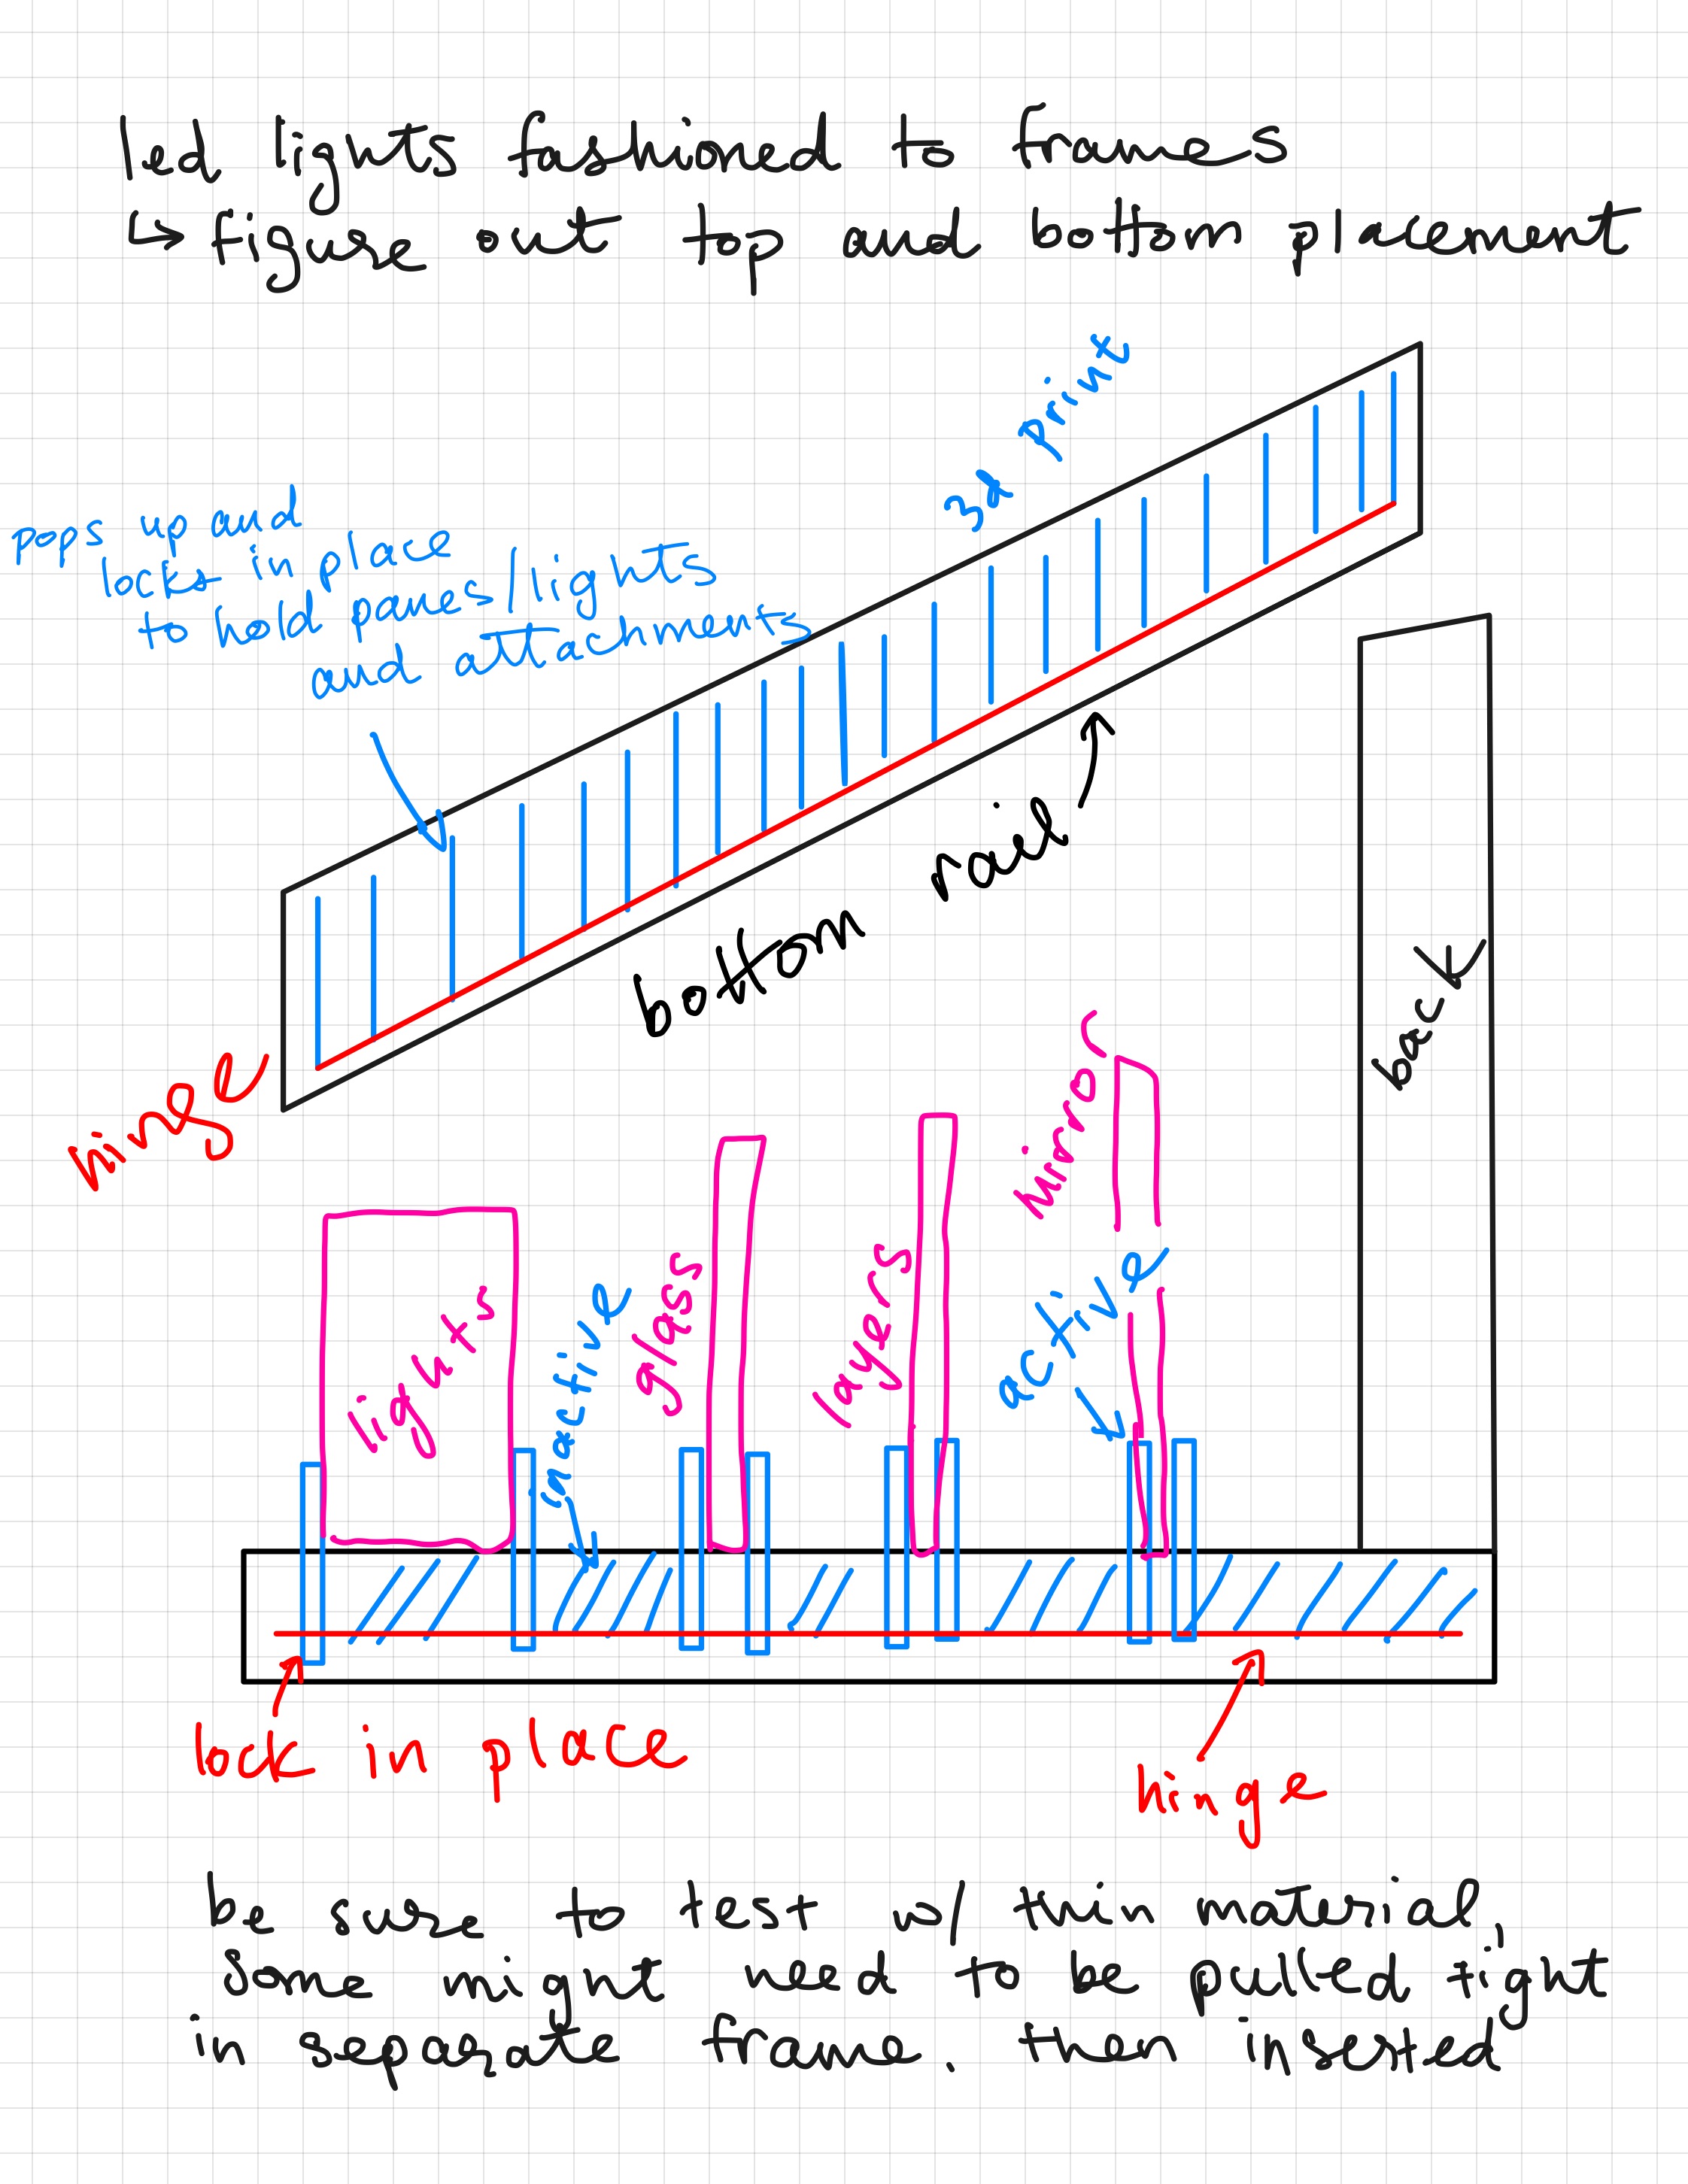 led lights fashioned to frames
↳ figure out top and bottom placement
3d print
pops up and
locks in place
to hold panes/lights
and attachments
bottom rail
hinge
back
mirror
lights
inactive
glass
layers
active
lock in place
hinge
be sure to test w/ thin material,
some might need to be pulled tight
in separate frame. then inserted